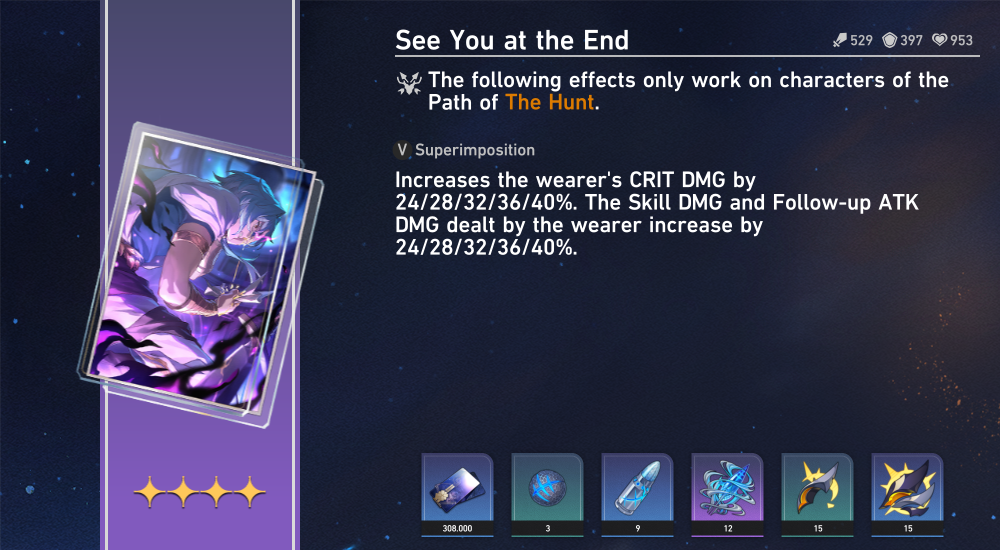 See You at the End
529 397 953
The following effects only work on characters of the
Path of The Hunt.
V Superimposition
Increases the wearer's CRIT DMG by
24/28/32/36/40%. The Skill DMG and Follow-up ATK
DMG dealt by the wearer increase by
24/28/32/36/40%.
308.000 3 9 12 15 15